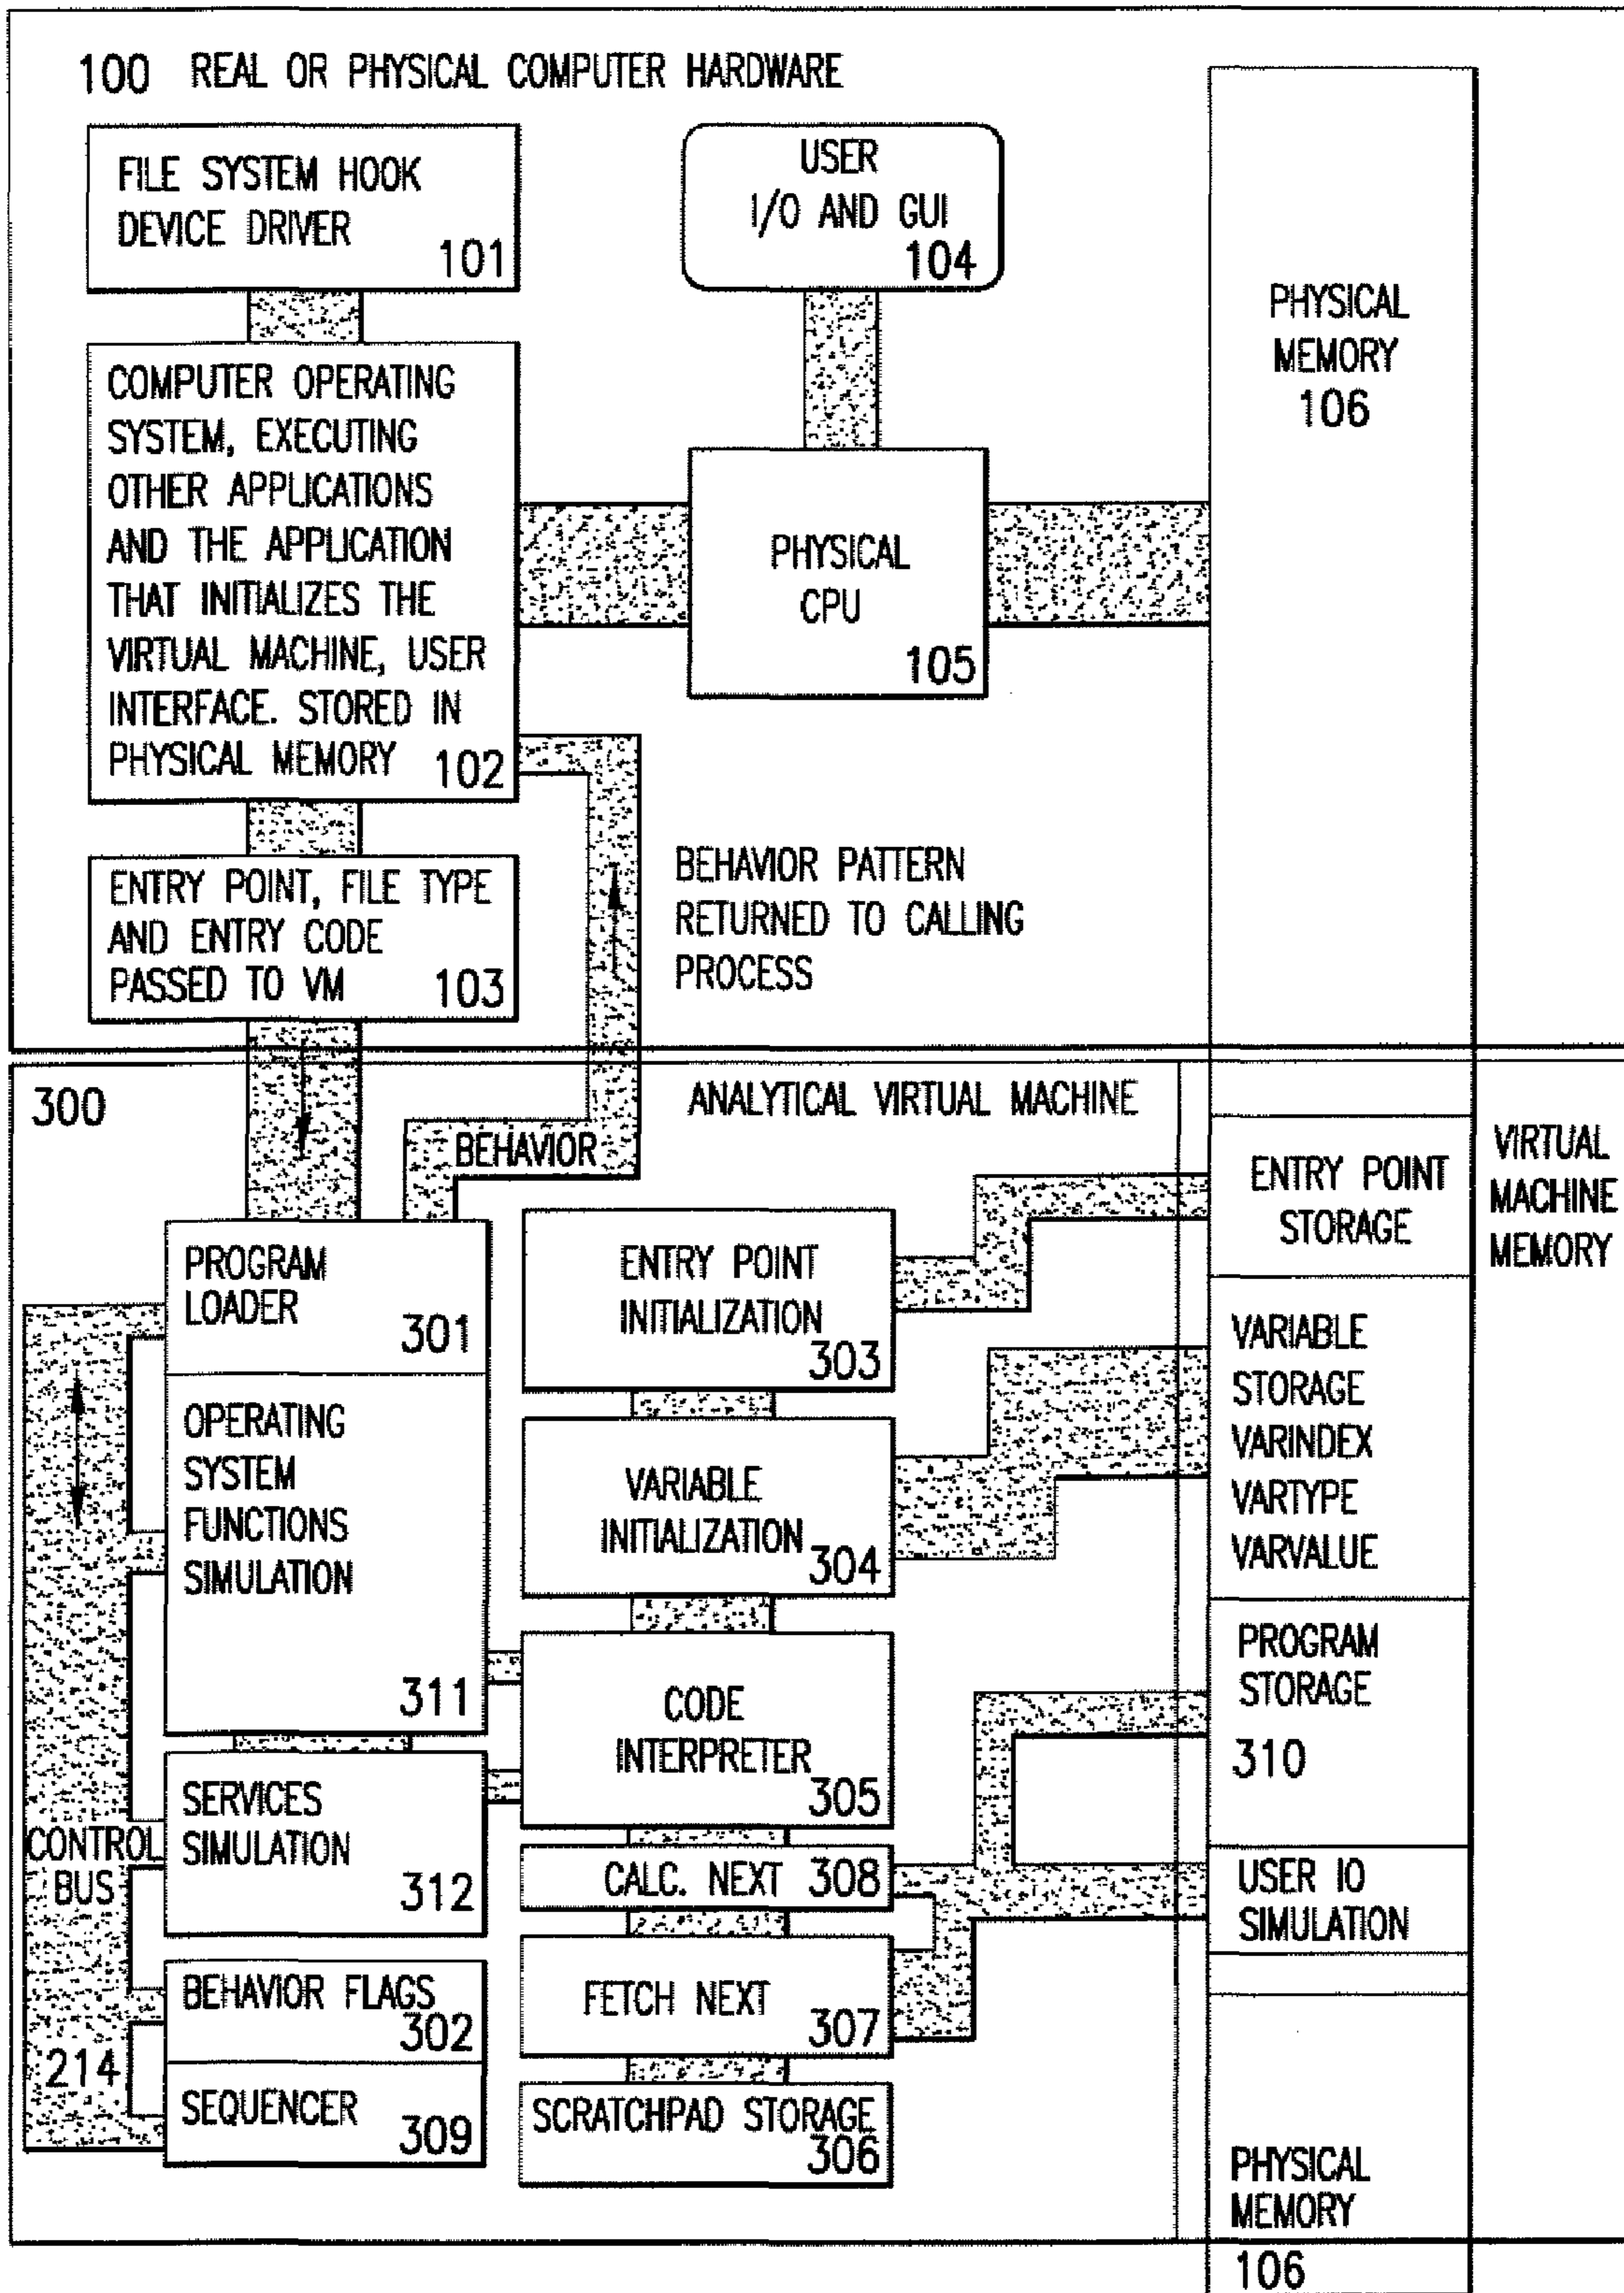 100 REAL OR PHYSICAL COMPUTER HARDWARE
FILE SYSTEM HOOK
DEVICE DRIVER
101
USER
I/O AND GUI
104
PHYSICAL
MEMORY
106
COMPUTER OPERATING
SYSTEM, EXECUTING
OTHER APPLICATIONS
AND THE APPLICATION
THAT INITIALIZES THE
VIRTUAL MACHINE, USER
INTERFACE. STORED IN
PHYSICAL MEMORY 102
PHYSICAL
CPU
105
ENTRY POINT, FILE TYPE
AND ENTRY CODE
PASSED TO VM 103
BEHAVIOR PATTERN
RETURNED TO CALLING
PROCESS
300
ANALYTICAL VIRTUAL MACHINE
BEHAVIOR
VIRTUAL
MACHINE
MEMORY
ENTRY POINT
STORAGE
PROGRAM
LOADER
301
ENTRY POINT
INITIALIZATION
303
VARIABLE
STORAGE
VARINDEX
VARTYPE
VARVALUE
OPERATING
SYSTEM
FUNCTIONS
SIMULATION
311
VARIABLE
INITIALIZATION
304
PROGRAM
STORAGE
310
CODE
INTERPRETER
305
SERVICES
SIMULATION
312
CONTROL
BUS
214
CALC. NEXT 308
USER IO
SIMULATION
BEHAVIOR FLAGS
302
FETCH NEXT
307
SEQUENCER
309
SCRATCHPAD STORAGE
306
PHYSICAL
MEMORY
106